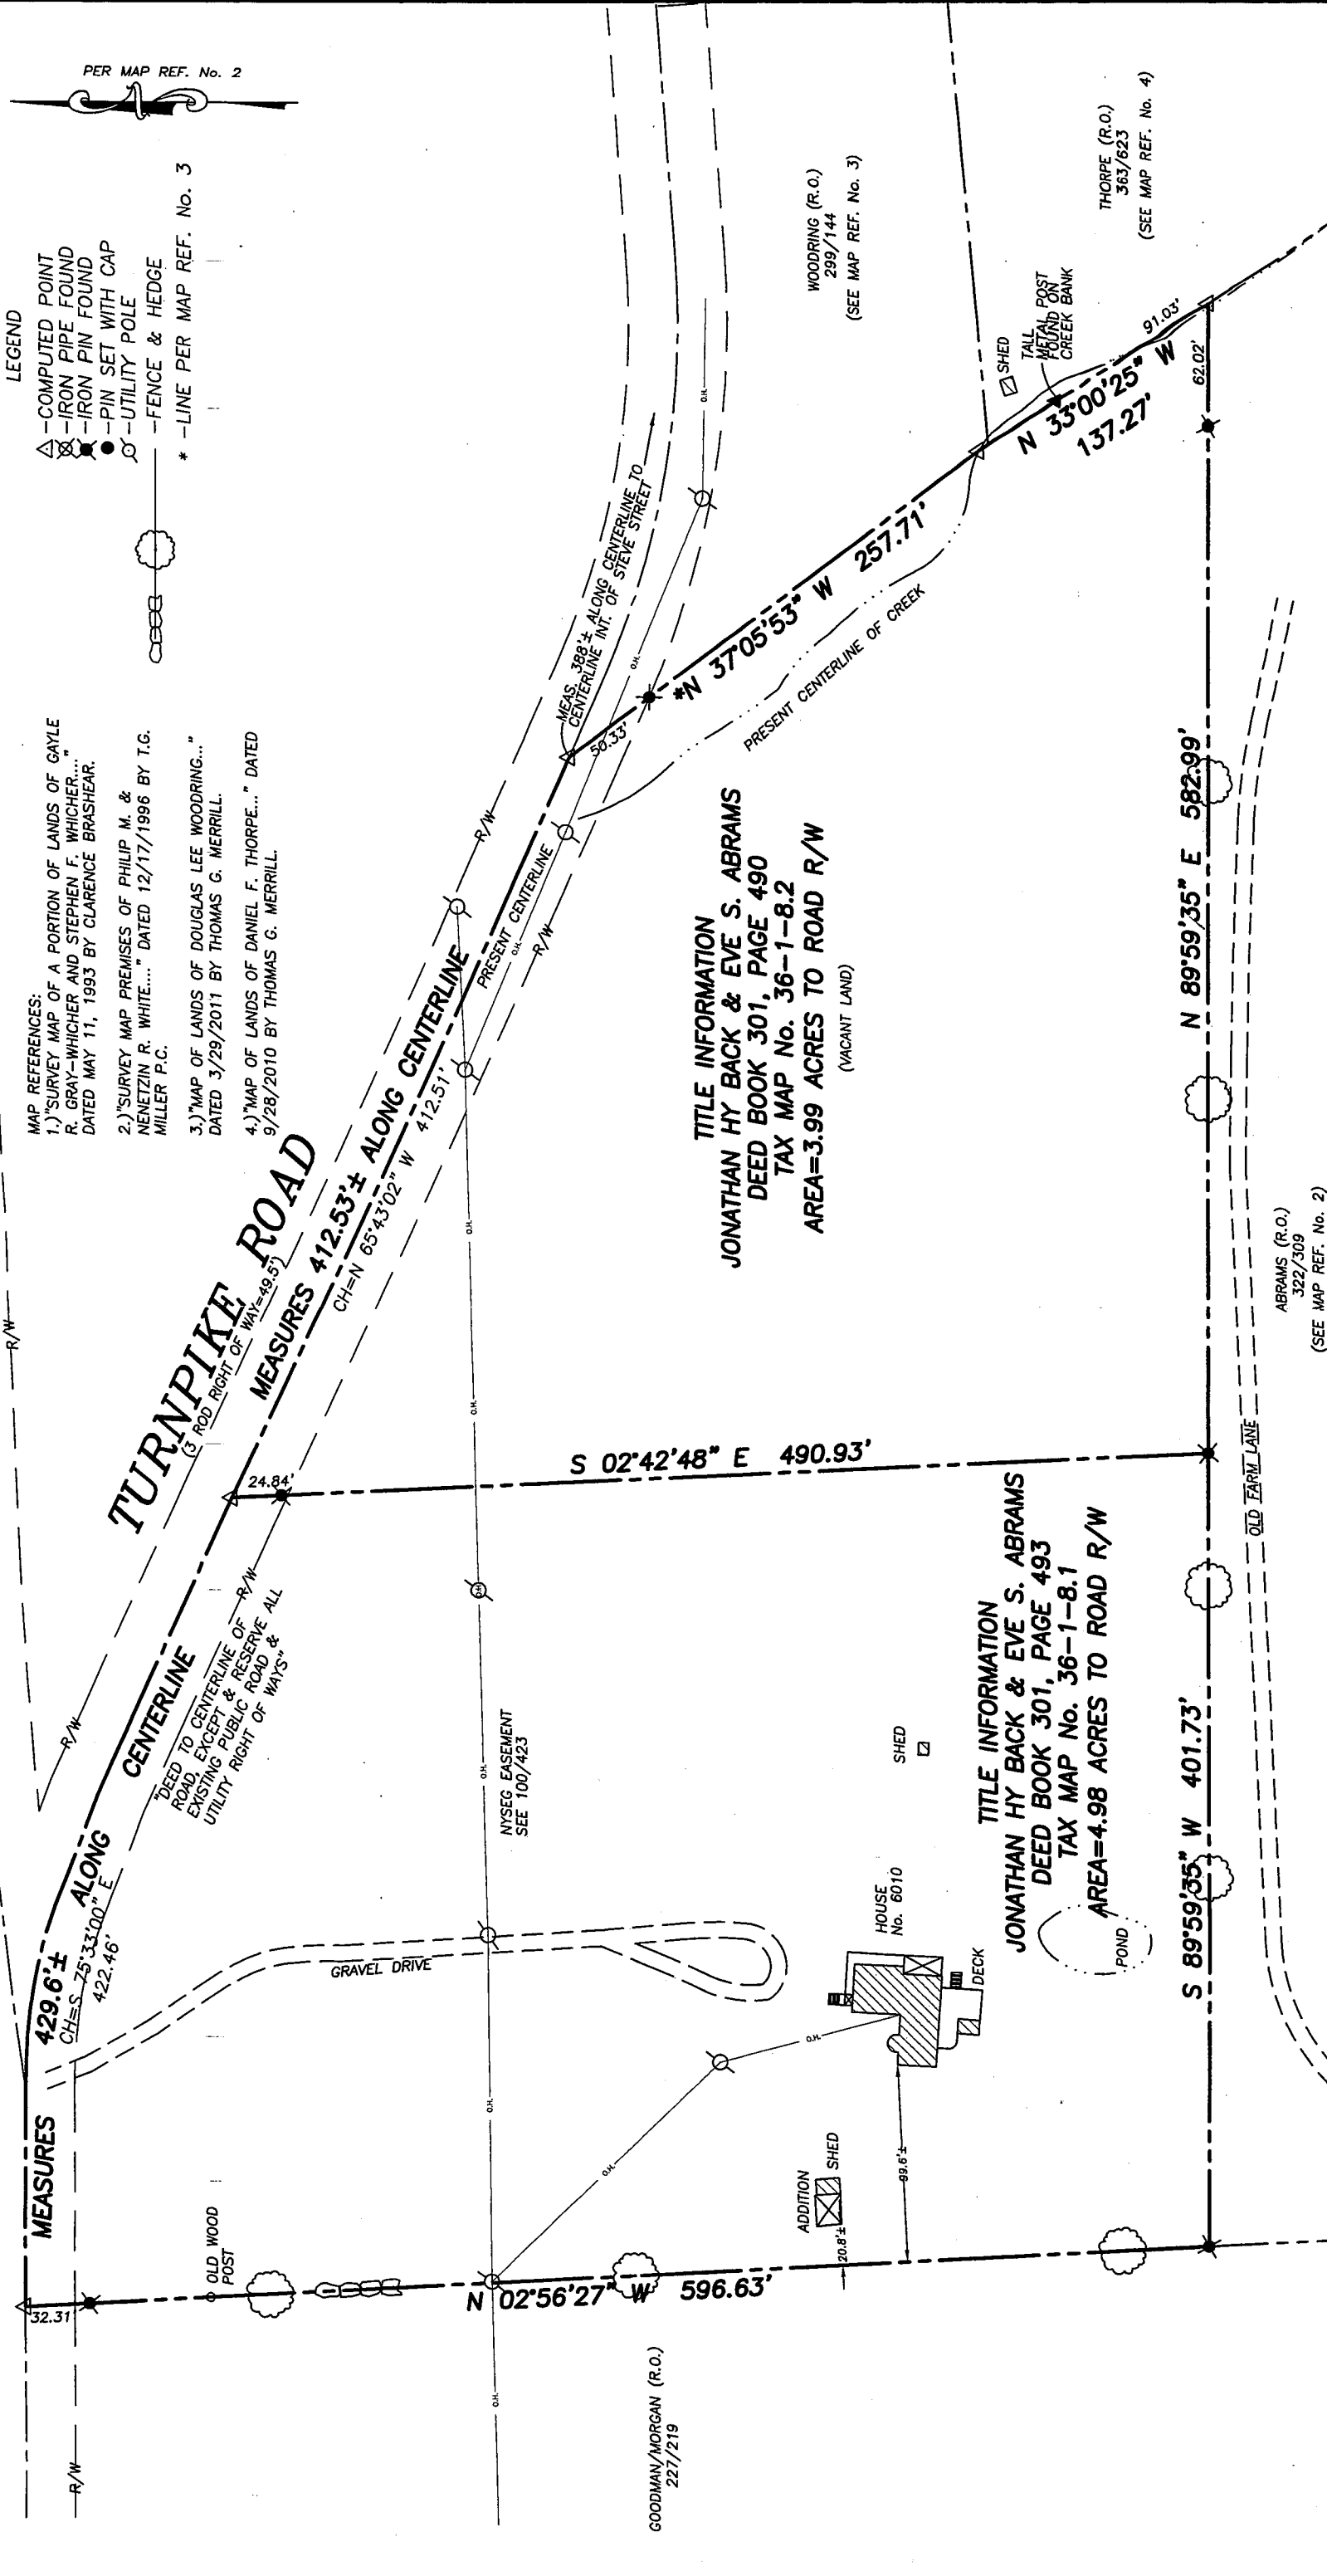 PER MAP REF. No. 2
LEGEND
-COMPUTED POINT
-IRON PIPE FOUND
-IRON PIN FOUND
-PIN SET WITH CAP
-UTILITY POLE
-FENCE & HEDGE
* -LINE PER MAP REF. No. 3
MAP REFERENCES:
1.)"SURVEY MAP OF A PORTION OF LANDS OF GAYLE
R. GRAY-WHICHER AND STEPHEN F. WHICHER...."
DATED MAY 11, 1993 BY CLARENCE BRASHEAR.
2.)"SURVEY MAP PREMISES OF PHILIP M. &
NENETZIN R. WHITE...." DATED 12/17/1996 BY T.G.
MILLER P.C.
3.)"MAP OF LANDS OF DOUGLAS LEE WOODRING..."
DATED 3/29/2011 BY THOMAS G. MERRILL.
4.)"MAP OF LANDS OF DANIEL F. THORPE..." DATED
9/28/2010 BY THOMAS G. MERRILL.
TURNPIKE ROAD
(3 ROD RIGHT OF WAY=49.5')
R/W
R/W
R/W
R/W
R/W
R/W
MEASURES 412.53'± ALONG CENTERLINE
CH=N 65°43'02" W 412.51'
PRESENT CENTERLINE
MEAS. 388'± ALONG CENTERLINE TO
CENTERLINE INT. OF STEVE STREET
50.33'
*N 37°05'53" W 257.71'
PRESENT CENTERLINE OF CREEK
WOODRING (R.O.)
299/144
(SEE MAP REF. No. 3)
THORPE (R.O.)
363/623
(SEE MAP REF. No. 4)
SHED
TALL
METAL POST
FOUND ON
CREEK BANK
N 33°00'25" W
137.27'
91.03'
62.02'
TITLE INFORMATION
JONATHAN HY BACK & EVE S. ABRAMS
DEED BOOK 301, PAGE 490
TAX MAP No. 36-1-8.2
AREA=3.99 ACRES TO ROAD R/W
(VACANT LAND)
N 89°59'35" E 582.99'
ABRAMS (R.O.)
322/309
(SEE MAP REF. No. 2)
OLD FARM LANE
S 02°42'48" E 490.93'
24.84'
MEASURES 429.6'± ALONG CENTERLINE
CH=S 75°33'00" E
422.46'
"DEED TO CENTERLINE OF
ROAD, EXCEPT & RESERVE ALL
EXISTING PUBLIC ROAD &
UTILITY RIGHT OF WAYS"
NYSEG EASEMENT
SEE 100/423
GRAVEL DRIVE
O.H.
O.H.
O.H.
O.H.
O.H.
O.H.
O.H.
O.H.
O.H.
O.H.
O.H.
O.H.
SHED
HOUSE
No. 6010
DECK
POND
TITLE INFORMATION
JONATHAN HY BACK & EVE S. ABRAMS
DEED BOOK 301, PAGE 493
TAX MAP No. 36-1-8.1
AREA=4.98 ACRES TO ROAD R/W
S 89°59'35" W 401.73'
ADDITION
SHED
99.6'±
20.8'±
OLD WOOD
POST
32.31
N 02°56'27" W 596.63'
GOODMAN/MORGAN (R.O.)
227/219